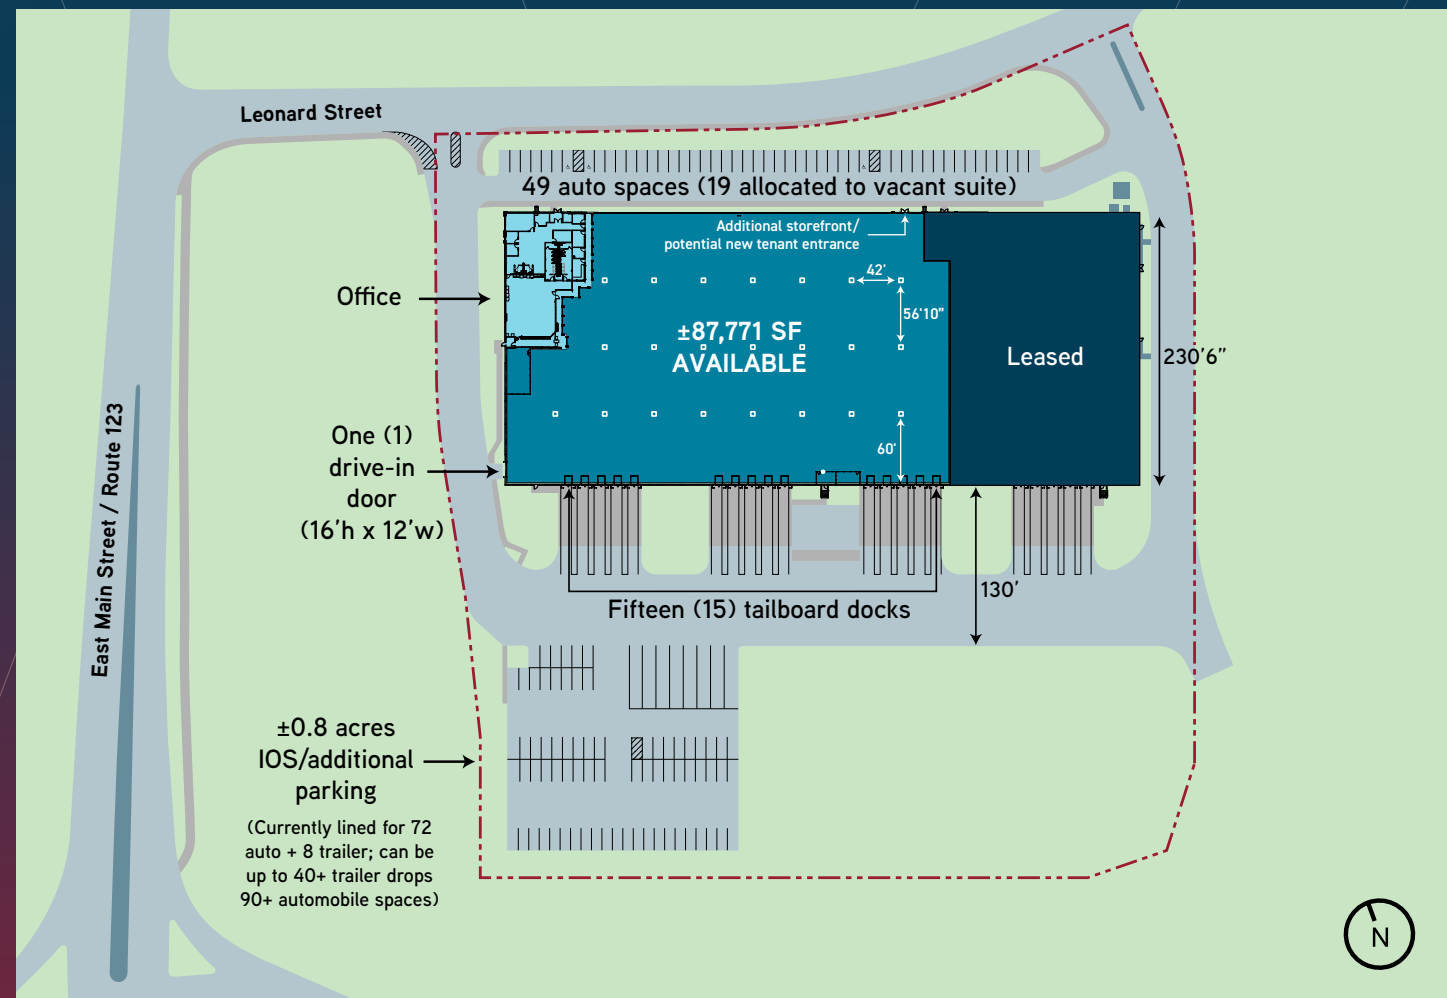 Leonard Street
49 auto spaces (19 allocated to vacant suite)
Additional storefront/
potential new tenant entrance
42'
Office
56'10"
±87,771 SF
AVAILABLE
Leased
230'6"
One (1)
drive-in
door
(16'h x 12'w)
60'
East Main Street / Route 123
130'
Fifteen (15) tailboard docks
±0.8 acres
IOS/additional
parking
(Currently lined for 72
auto + 8 trailer; can be
up to 40+ trailer drops
90+ automobile spaces)
N